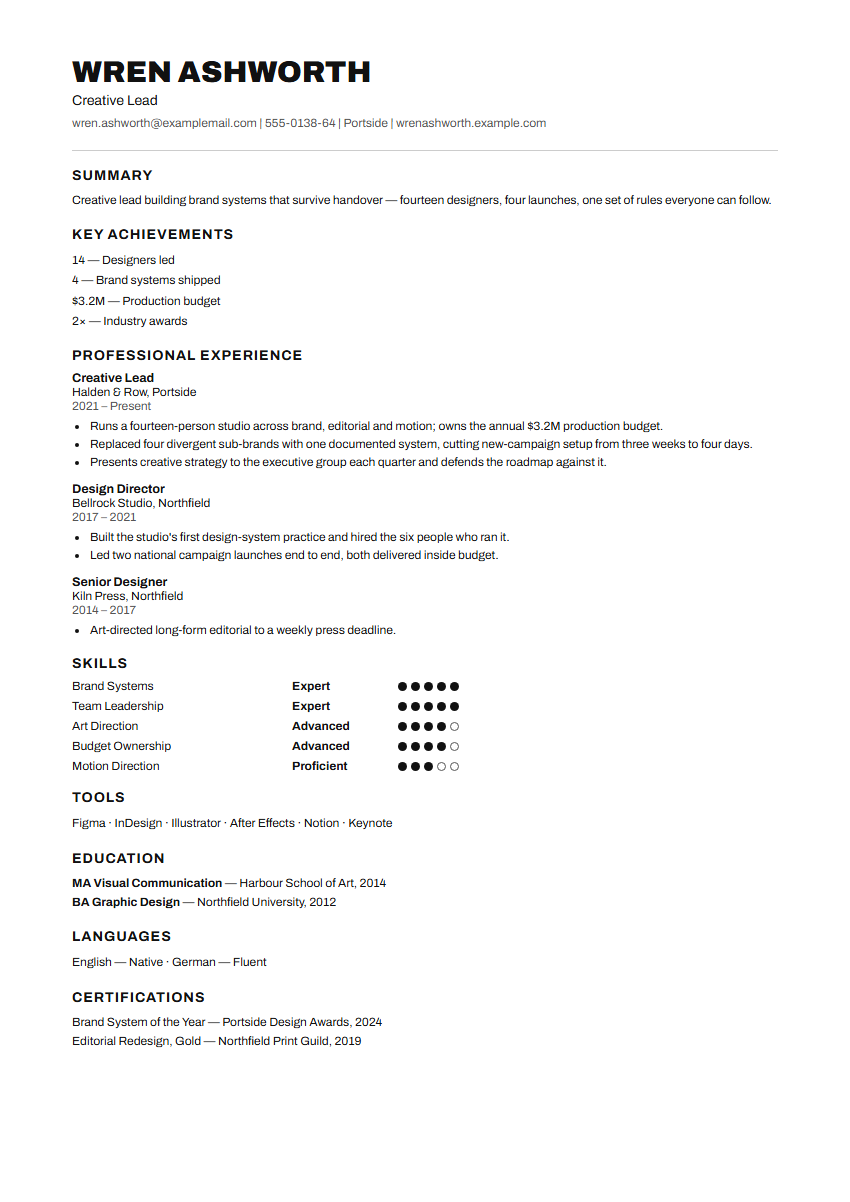 WREN ASHWORTH
Creative Lead
wren.ashworth@examplemail.com | 555-0138-64 | Portside | wrenashworth.example.com
SUMMARY
Creative lead building brand systems that survive handover — fourteen designers, four launches, one set of rules everyone can follow.
KEY ACHIEVEMENTS
14 — Designers led
4 — Brand systems shipped
$3.2M — Production budget
2× — Industry awards
PROFESSIONAL EXPERIENCE
Creative Lead
Halden & Row, Portside
2021 – Present
• Runs a fourteen-person studio across brand, editorial and motion; owns the annual $3.2M production budget.
• Replaced four divergent sub-brands with one documented system, cutting new-campaign setup from three weeks to four days.
• Presents creative strategy to the executive group each quarter and defends the roadmap against it.
Design Director
Bellrock Studio, Northfield
2017 – 2021
• Built the studio's first design-system practice and hired the six people who ran it.
• Led two national campaign launches end to end, both delivered inside budget.
Senior Designer
Kiln Press, Northfield
2014 – 2017
• Art-directed long-form editorial to a weekly press deadline.
SKILLS
Brand Systems Expert ●●●●●
Team Leadership Expert ●●●●●
Art Direction Advanced ●●●●○
Budget Ownership Advanced ●●●●○
Motion Direction Proficient ●●●○○
TOOLS
Figma · InDesign · Illustrator · After Effects · Notion · Keynote
EDUCATION
MA Visual Communication — Harbour School of Art, 2014
BA Graphic Design — Northfield University, 2012
LANGUAGES
English — Native · German — Fluent
CERTIFICATIONS
Brand System of the Year — Portside Design Awards, 2024
Editorial Redesign, Gold — Northfield Print Guild, 2019